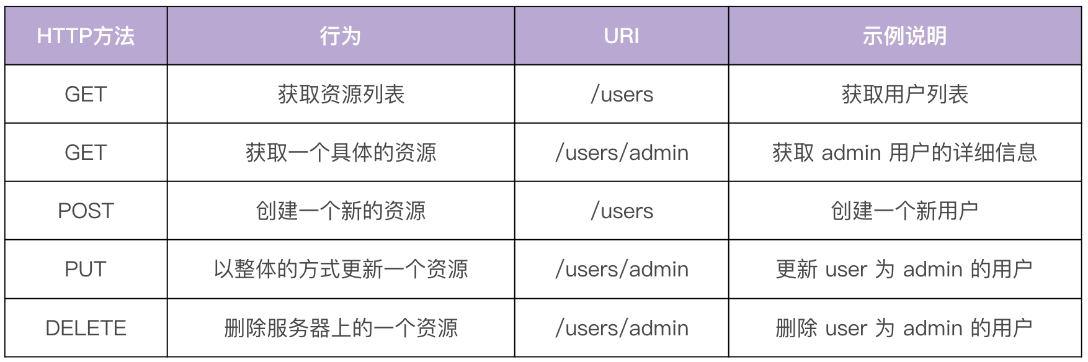 HTTP方法 行为 URI 示例说明
GET 获取资源列表 /users 获取用户列表
GET 获取一个具体的资源 /users/admin 获取 admin 用户的详细信息
POST 创建一个新的资源 /users 创建一个新用户
PUT 以整体的方式更新一个资源 /users/admin 更新 user 为 admin 的用户
DELETE 删除服务器上的一个资源 /users/admin 删除 user 为 admin 的用户